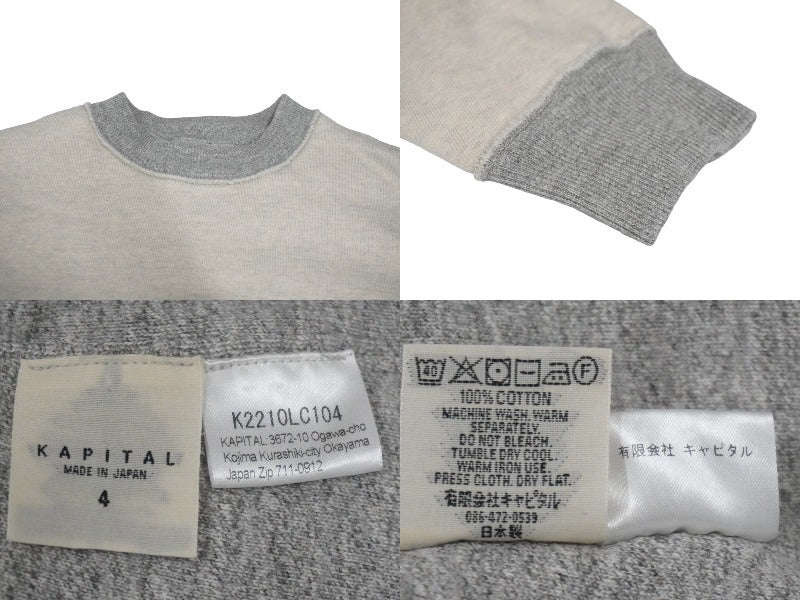 KAPITAL
MADE IN JAPAN
4
K2210LC104
KAPITAL:3672-10 Ogawa-cho
Kojima Kurashiki-city Okayama
Japan Zip 711-0912
40 F
100% COTTON
MACHINE WASH WARM
SEPARATELY.
DO NOT BLEACH.
TUMBLE DRY COOL.
WARM IRON USE
PRESS CLOTH. DRY FLAT.
有限会社キャピタル
086-472-0539
日本製
有限会社 キャピタル